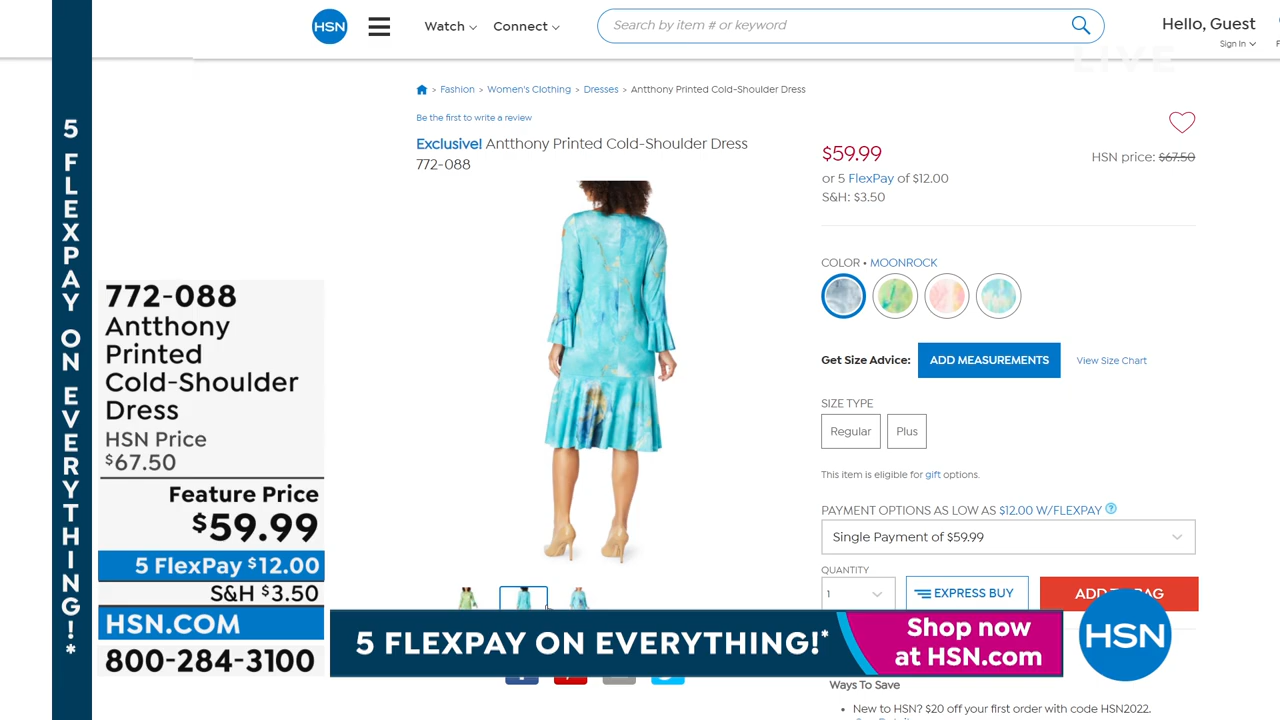 HSN
Watch
Connect
Search by item # or keyword
Hello, Guest
Sign In
LIVE
Fashion > Women's Clothing > Dresses > Antthony Printed Cold-Shoulder Dress
Be the first to write a review
Exclusive! Antthony Printed Cold-Shoulder Dress
772-088
$59.99
HSN price: $67.50
or 5 FlexPay of $12.00
S&H: $3.50
COLOR • MOONROCK
Get Size Advice:
ADD MEASUREMENTS
View Size Chart
SIZE TYPE
Regular
Plus
This item is eligible for gift options.
PAYMENT OPTIONS AS LOW AS $12.00 W/FLEXPAY ?
Single Payment of $59.99
QUANTITY
1
EXPRESS BUY
ADD BAG
Ways To Save
• New to HSN? $20 off your first order with code HSN2022.
5 FLEXPAY ON EVERYTHING!*
772-088
Antthony
Printed
Cold-Shoulder
Dress
HSN Price
$67.50
Feature Price
$59.99
5 FlexPay $12.00
S&H $3.50
HSN.COM
800-284-3100
5 FLEXPAY ON EVERYTHING!*
Shop now
at HSN.com
HSN